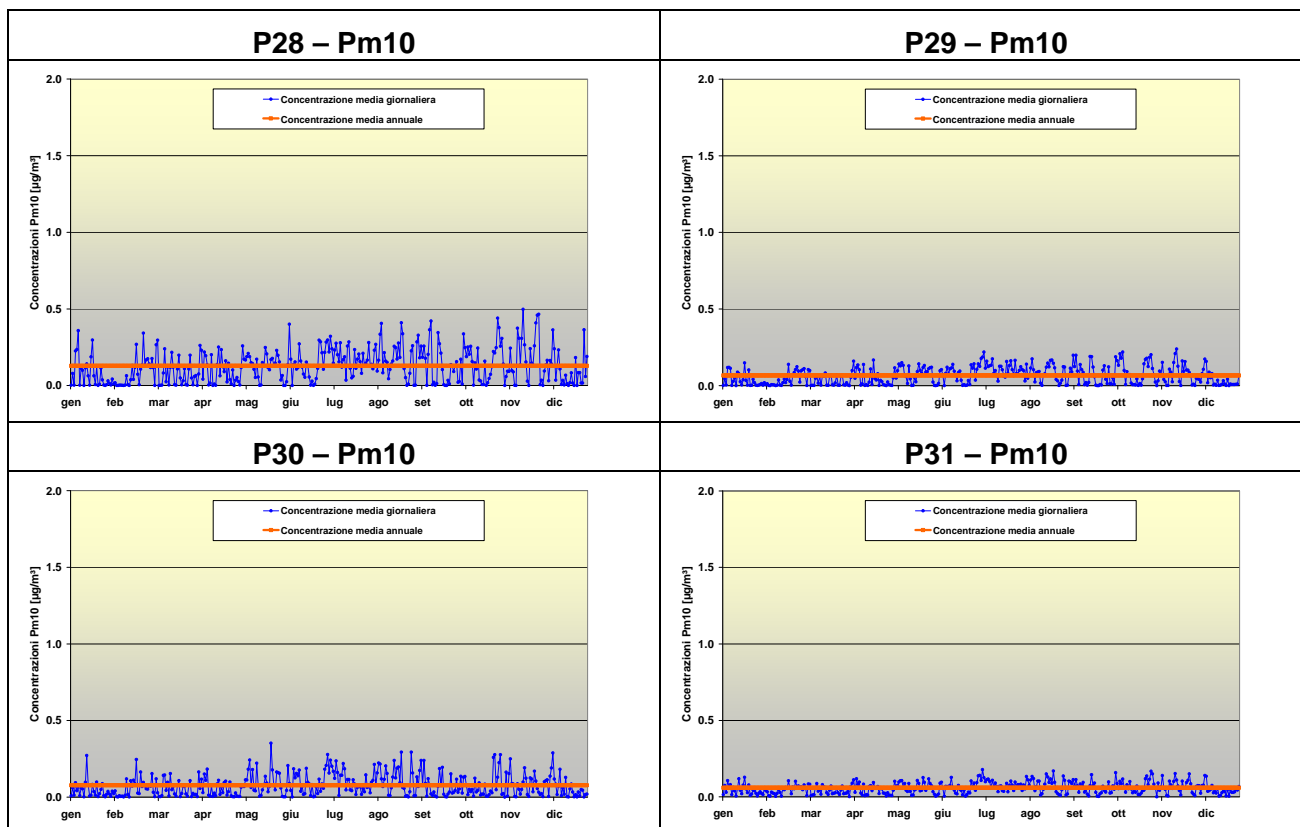 P28 – Pm10
P29 – Pm10
2.0
Concentrazione media giornaliera
Concentrazione media annuale
1.5
1.0
0.5
0.0
Concentrazioni Pm10 [µg/m³]
gen feb mar apr mag giu lug ago set ott nov dic
2.0
Concentrazione media giornaliera
Concentrazione media annuale
1.5
1.0
0.5
0.0
Concentrazioni Pm10 [µg/m³]
gen feb mar apr mag giu lug ago set ott nov dic
P30 – Pm10
P31 – Pm10
2.0
Concentrazione media giornaliera
Concentrazione media annuale
1.5
1.0
0.5
0.0
Concentrazioni Pm10 [µg/m³]
gen feb mar apr mag giu lug ago set ott nov dic
2.0
Concentrazione media giornaliera
Concentrazione media annuale
1.5
1.0
0.5
0.0
Concentrazioni Pm10 [µg/m³]
gen feb mar apr mag giu lug ago set ott nov dic